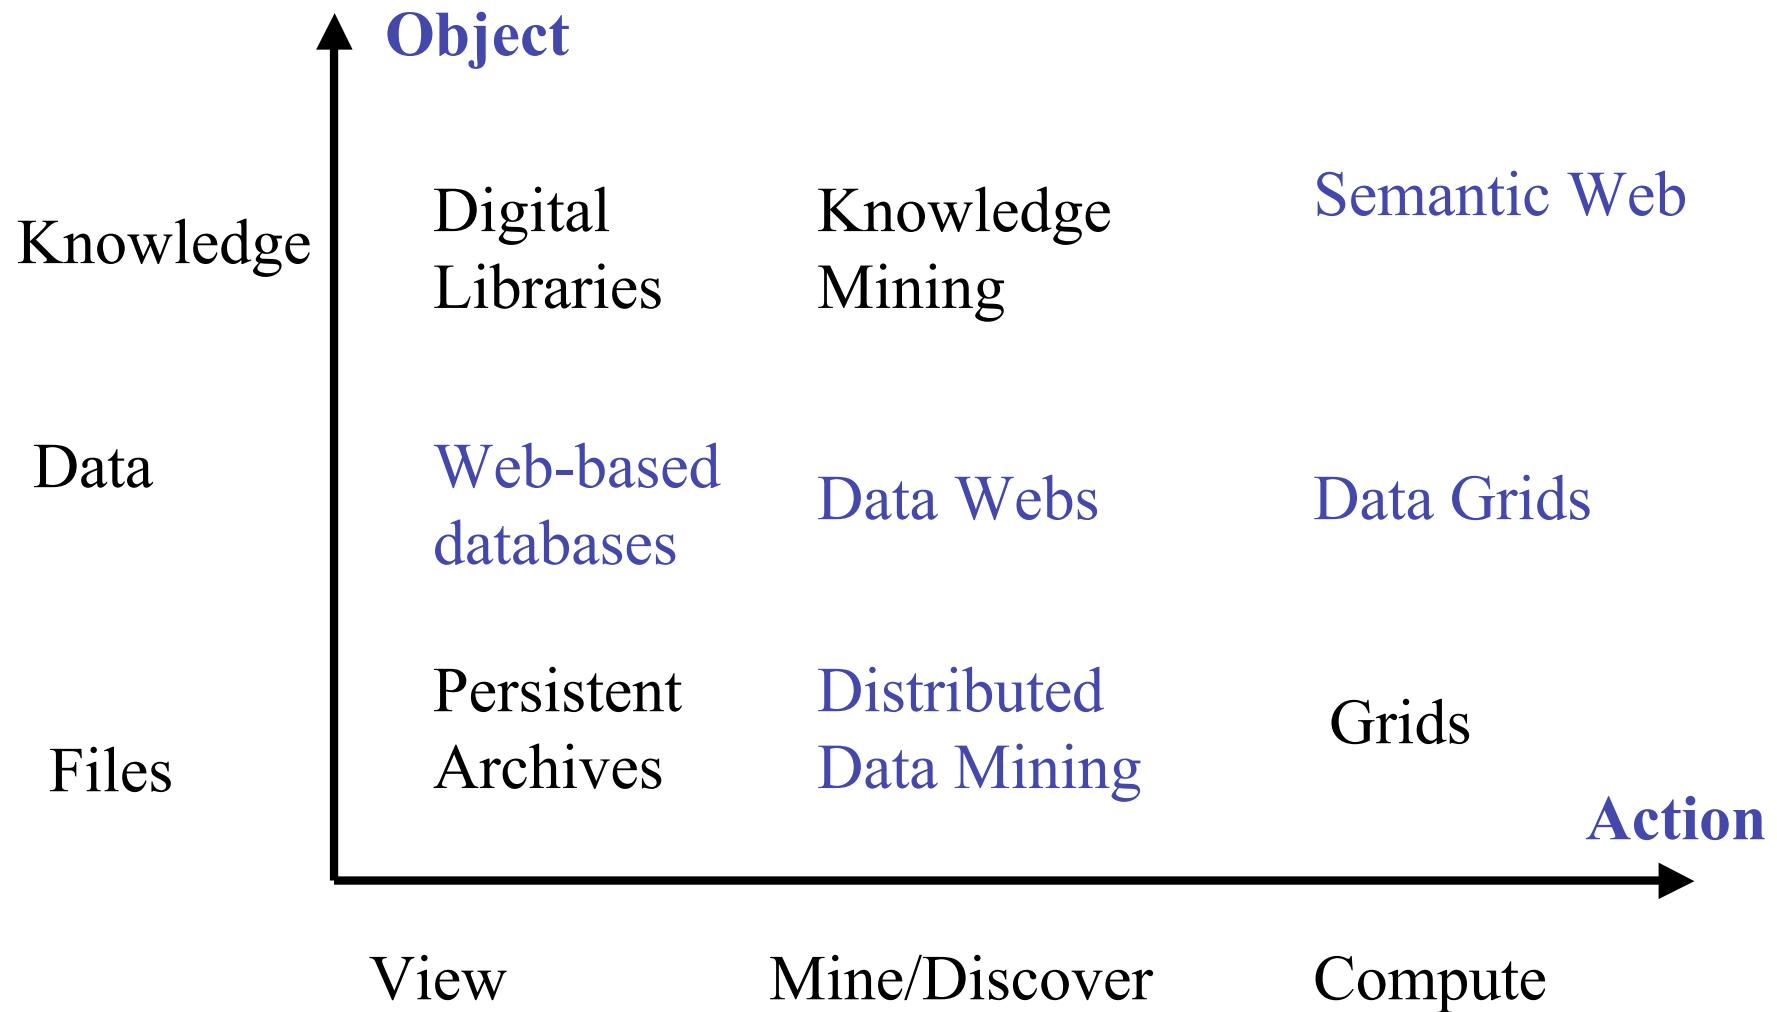 Object
Knowledge
Digital
Libraries
Knowledge
Mining
Semantic Web
Data
Web-based
databases
Data Webs
Data Grids
Files
Persistent
Archives
Distributed
Data Mining
Grids
Action
View
Mine/Discover
Compute